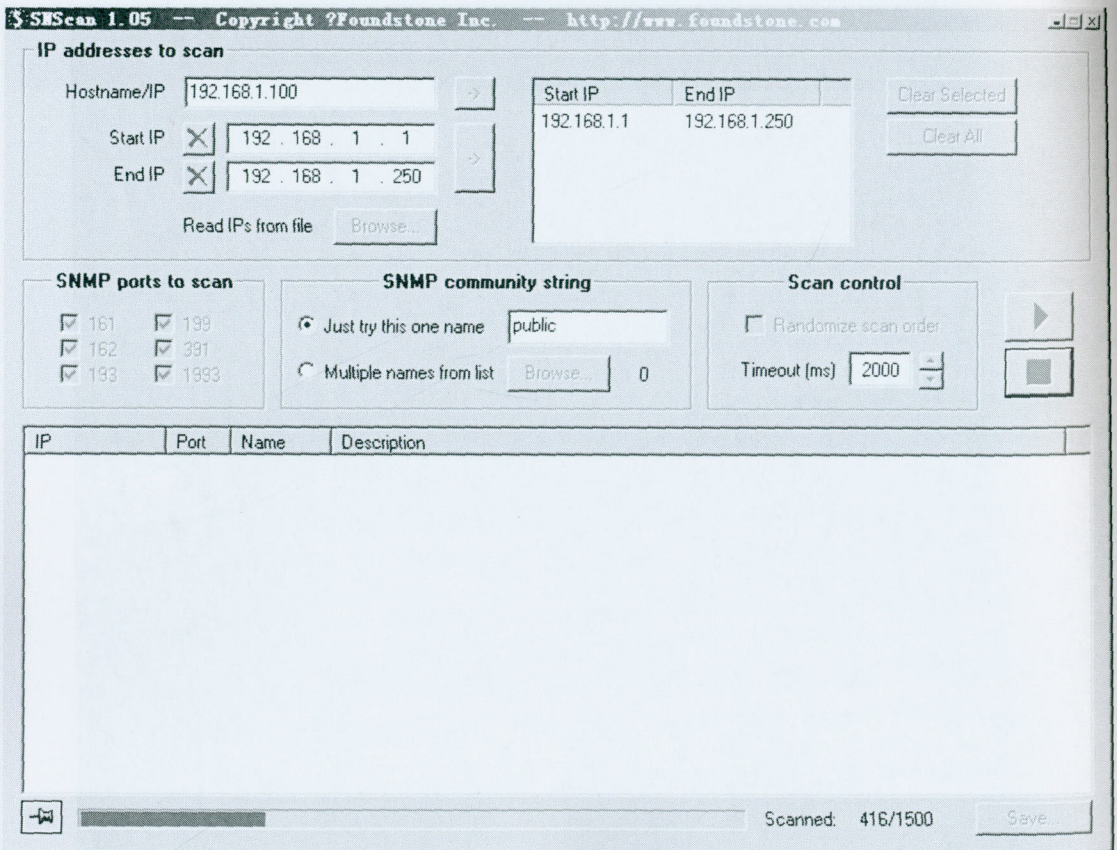 SNScan 1.05 -- Copyright ?Foundstone Inc. -- http://www.foundstone.com
IP addresses to scan
Hostname/IP 192.168.1.100
Start IP 192 . 168 . 1 . 1
End IP 192 . 168 . 1 . 250
Read IPs from file Browse...
Start IP End IP
192.168.1.1 192.168.1.250
Clear Selected
Clear All
SNMP ports to scan
161 199
162 391
193 1993
SNMP community string
Just try this one name public
Multiple names from list Browse... 0
Scan control
Randomize scan order
Timeout (ms) 2000
IP Port Name Description
Scanned: 416/1500 Save...